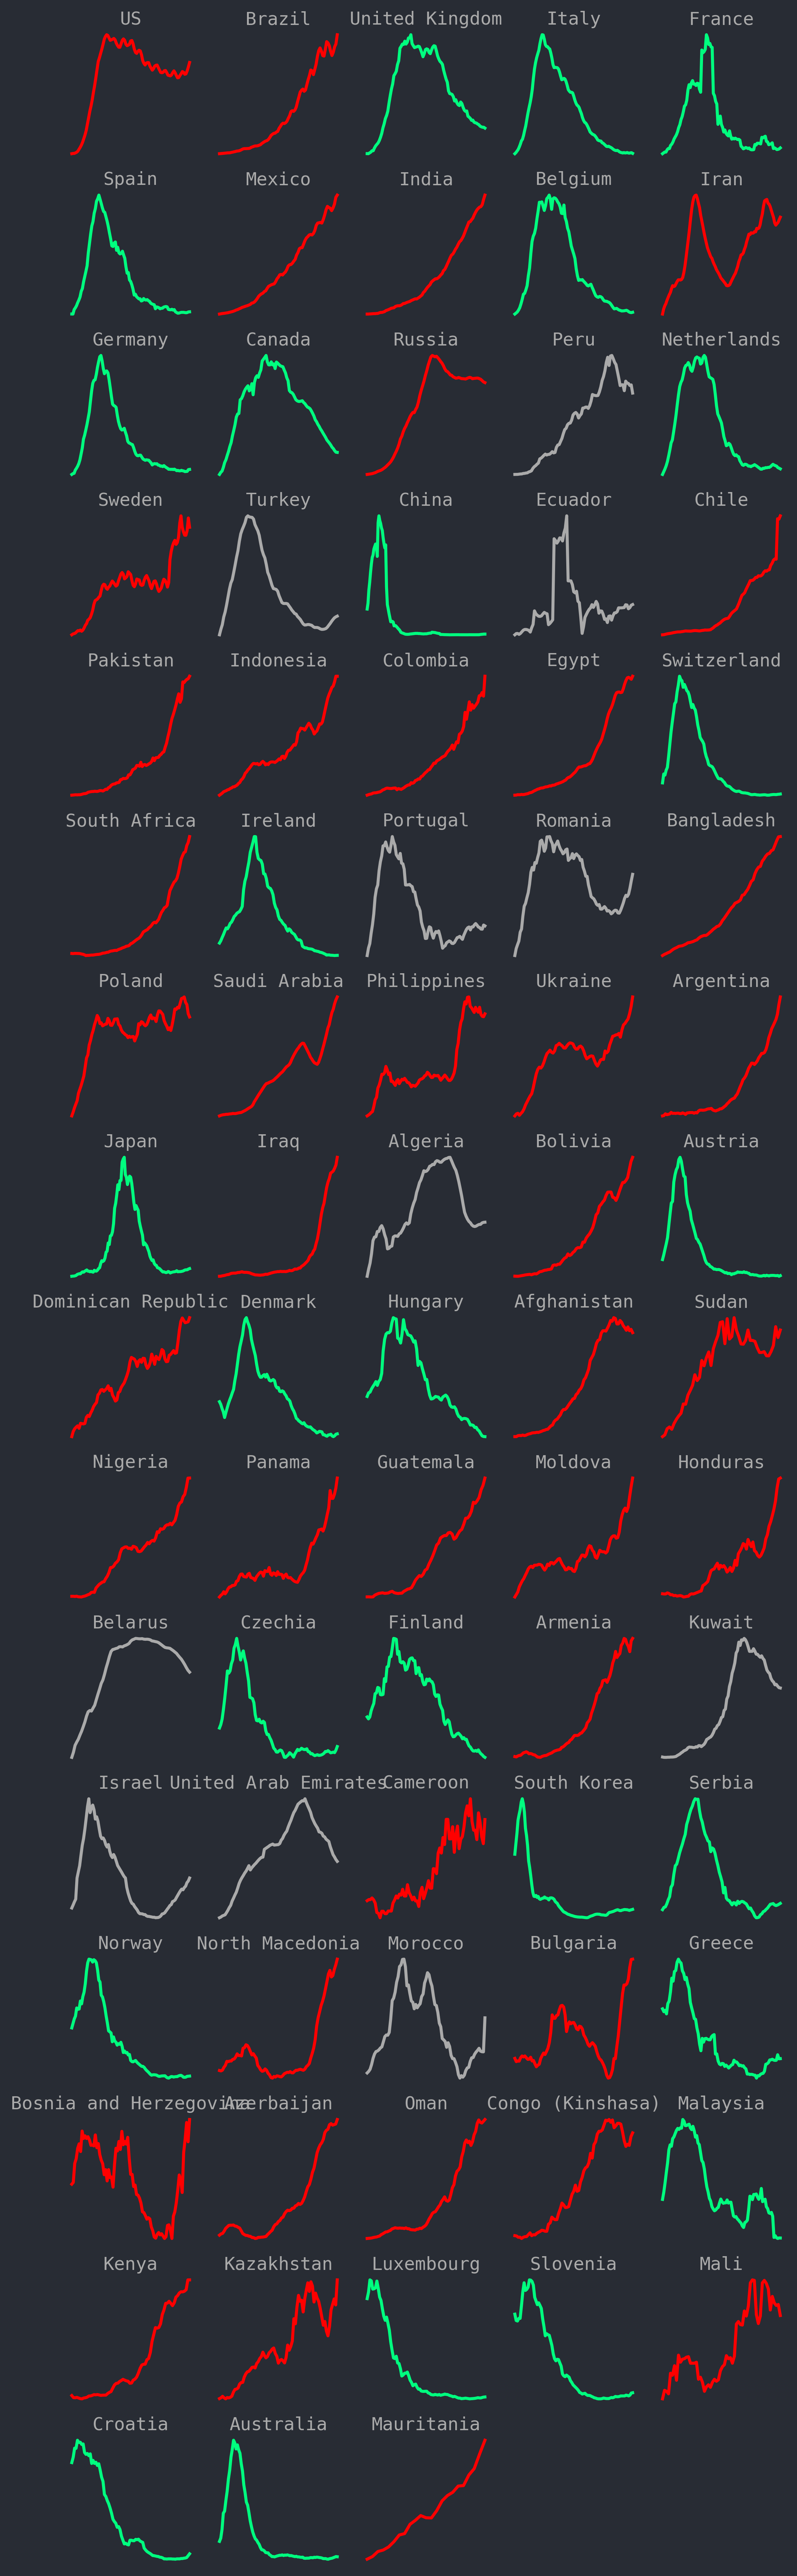 US Brazil United Kingdom Italy France
Spain Mexico India Belgium Iran
Germany Canada Russia Peru Netherlands
Sweden Turkey China Ecuador Chile
Pakistan Indonesia Colombia Egypt Switzerland
South Africa Ireland Portugal Romania Bangladesh
Poland Saudi Arabia Philippines Ukraine Argentina
Japan Iraq Algeria Bolivia Austria
Dominican Republic Denmark Hungary Afghanistan Sudan
Nigeria Panama Guatemala Moldova Honduras
Belarus Czechia Finland Armenia Kuwait
Israel United Arab Emirates Cameroon South Korea Serbia
Norway North Macedonia Morocco Bulgaria Greece
Bosnia and Herzegovina Azerbaijan Oman Congo (Kinshasa) Malaysia
Kenya Kazakhstan Luxembourg Slovenia Mali
Croatia Australia Mauritania